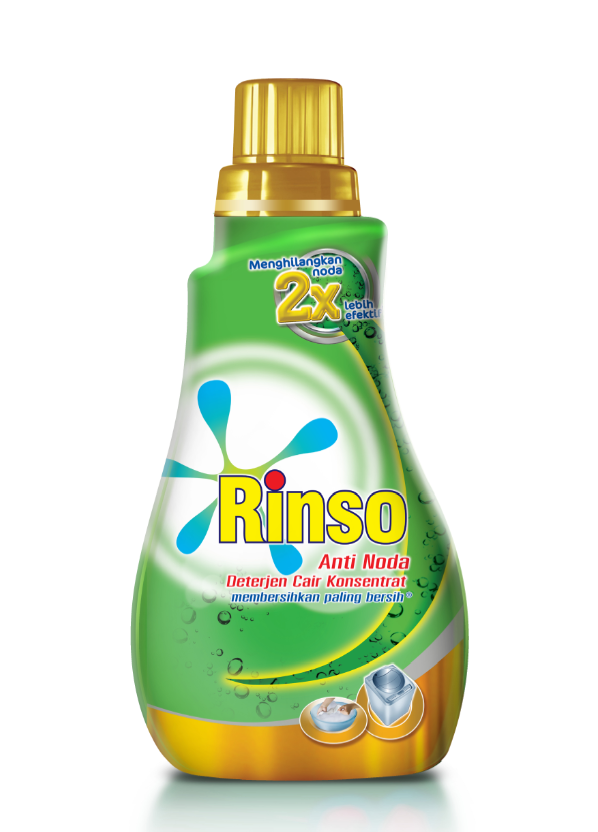 Menghilangkan
noda
2x
lebih
efektif
Rinso
Anti Noda
Deterjen Cair Konsentrat
membersihkan paling bersih®